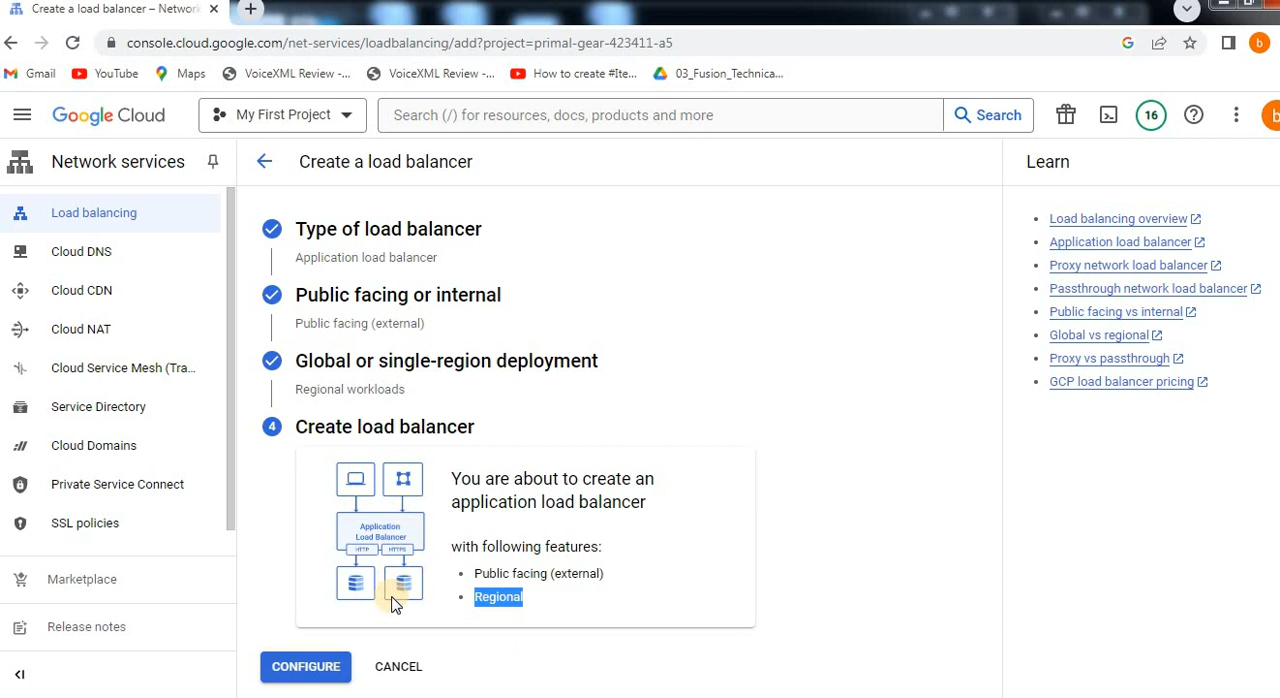 Create a load balancer – Network
console.cloud.google.com/net-services/loadbalancing/add?project=primal-gear-423411-a5
b
Gmail
YouTube
Maps
VoiceXML Review -...
VoiceXML Review -...
How to create #Ite...
03_Fusion_Technica...
Google Cloud
My First Project
Search (/) for resources, docs, products and more
Search
16
b
Network services
Create a load balancer
Learn
Load balancing
Cloud DNS
Cloud CDN
Cloud NAT
Cloud Service Mesh (Tra...
Service Directory
Cloud Domains
Private Service Connect
SSL policies
Marketplace
Release notes
Type of load balancer
Application load balancer
Public facing or internal
Public facing (external)
Global or single-region deployment
Regional workloads
4
Create load balancer
Application
Load Balancer
HTTP
HTTPS
You are about to create an
application load balancer
with following features:
• Public facing (external)
• Regional
CONFIGURE
CANCEL
• Load balancing overview
• Application load balancer
• Proxy network load balancer
• Passthrough network load balancer
• Public facing vs internal
• Global vs regional
• Proxy vs passthrough
• GCP load balancer pricing